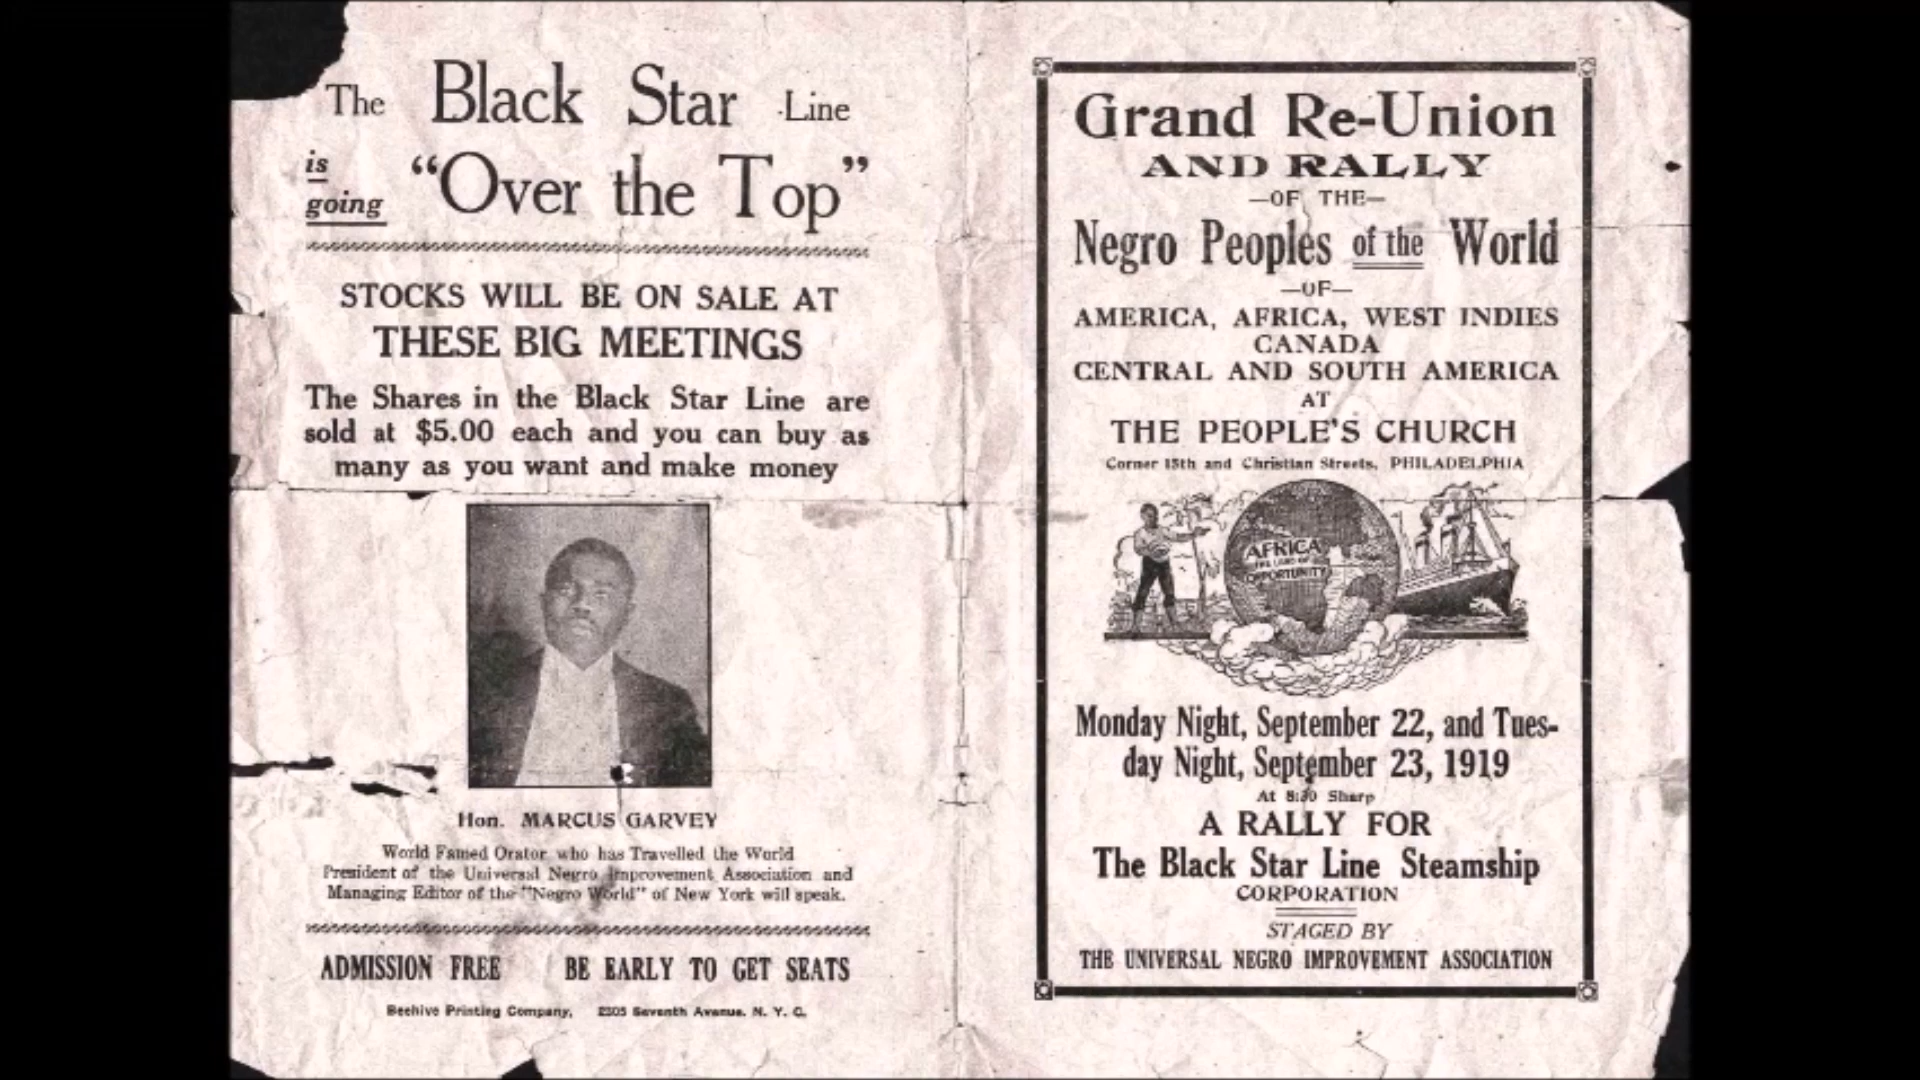 The Black Star Line
is going "Over the Top"
STOCKS WILL BE ON SALE AT
THESE BIG MEETINGS
The Shares in the Black Star Line are
sold at $5.00 each and you can buy as
many as you want and make money
Hon. MARCUS GARVEY
World Famed Orator who has Travelled the World
President of the Universal Negro Improvement Association and
Managing Editor of the "Negro World" of New York will speak.
ADMISSION FREE BE EARLY TO GET SEATS
Beehive Printing Company, 2305 Seventh Avenue. N. Y. C.
Grand Re-Union
AND RALLY
—OF THE—
Negro Peoples of the World
—OF—
AMERICA, AFRICA, WEST INDIES
CANADA
CENTRAL AND SOUTH AMERICA
AT
THE PEOPLE'S CHURCH
Corner 15th and Christian Streets, PHILADELPHIA
AFRICA
THE LAND OF
OPPORTUNITY
Monday Night, September 22, and Tues-
day Night, September 23, 1919
At 8:30 Sharp
A RALLY FOR
The Black Star Line Steamship
CORPORATION
STAGED BY
THE UNIVERSAL NEGRO IMPROVEMENT ASSOCIATION